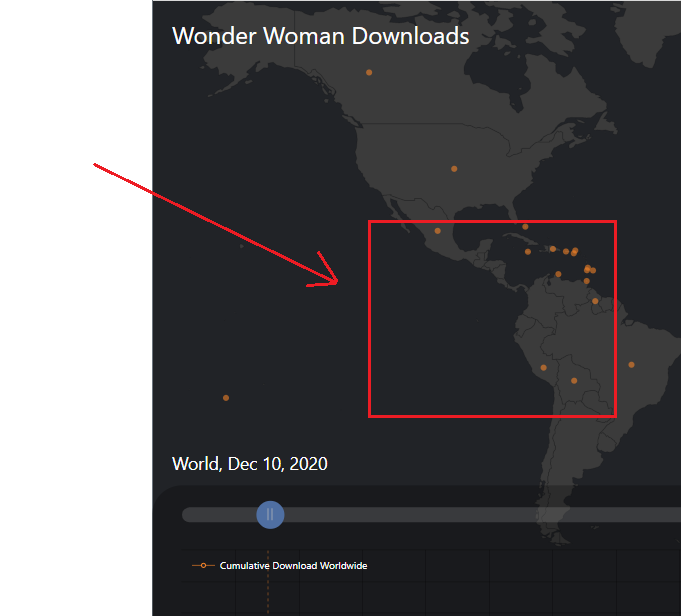 Wonder Woman Downloads
World, Dec 10, 2020
Cumulative Download Worldwide